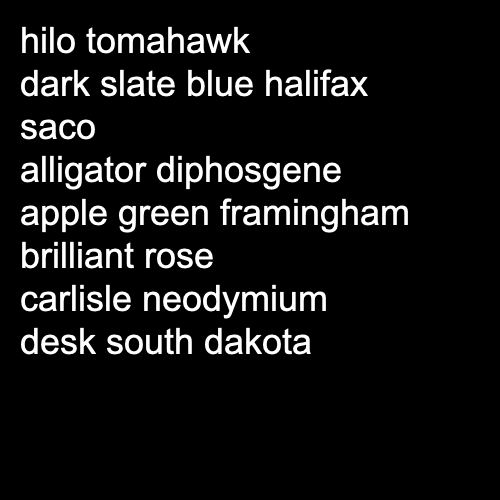 hilo tomahawk
dark slate blue halifax
saco
alligator diphosgene
apple green framingham
brilliant rose
carlisle neodymium
desk south dakota